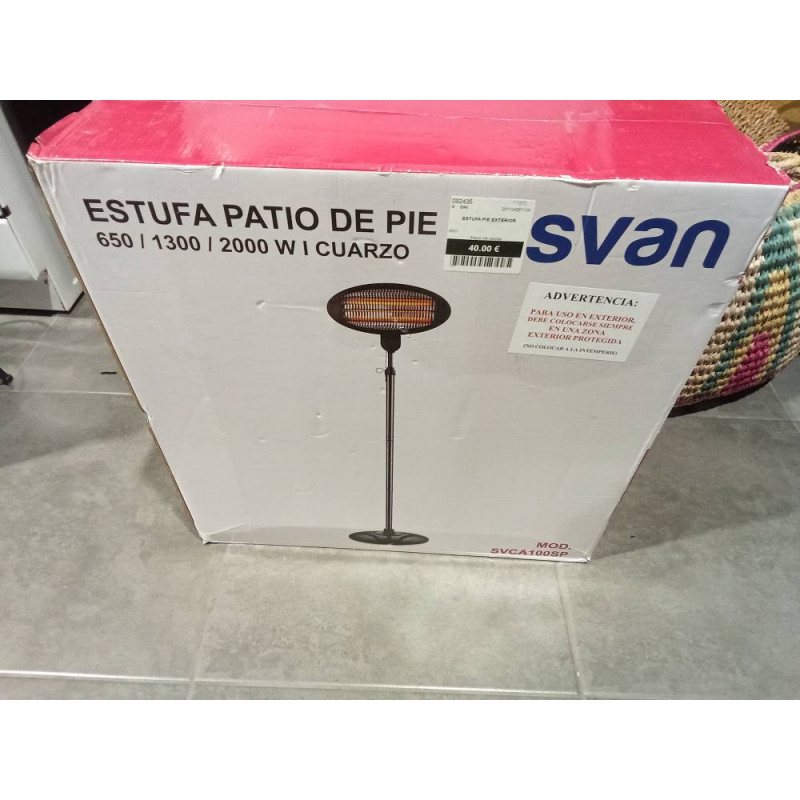 ESTUFA PATIO DE PIE
650 / 1300 / 2000 W I CUARZO
092435
ESTUFA PIE EXTERIOR
40.00 €
svan
ADVERTENCIA:
PARA USO EN EXTERIOR,
DEBE COLOCARSE SIEMPRE
EN UNA ZONA
EXTERIOR PROTEGIDA
(NO COLOCAR A LA INTEMPERIE)
MOD.
SVCA100SP